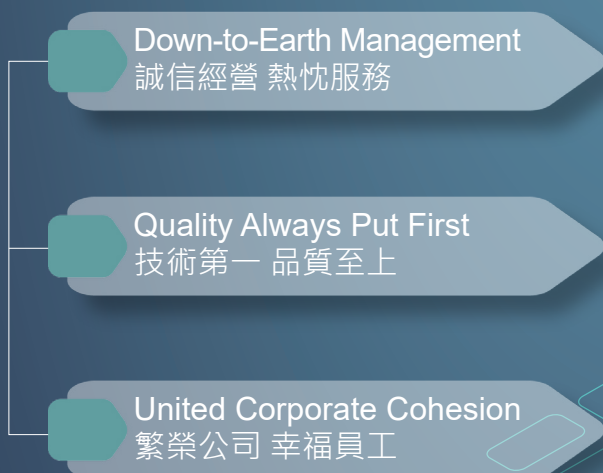 Down-to-Earth Management
誠信經營 熱忱服務
Quality Always Put First
技術第一 品質至上
United Corporate Cohesion
繁榮公司 幸福員工